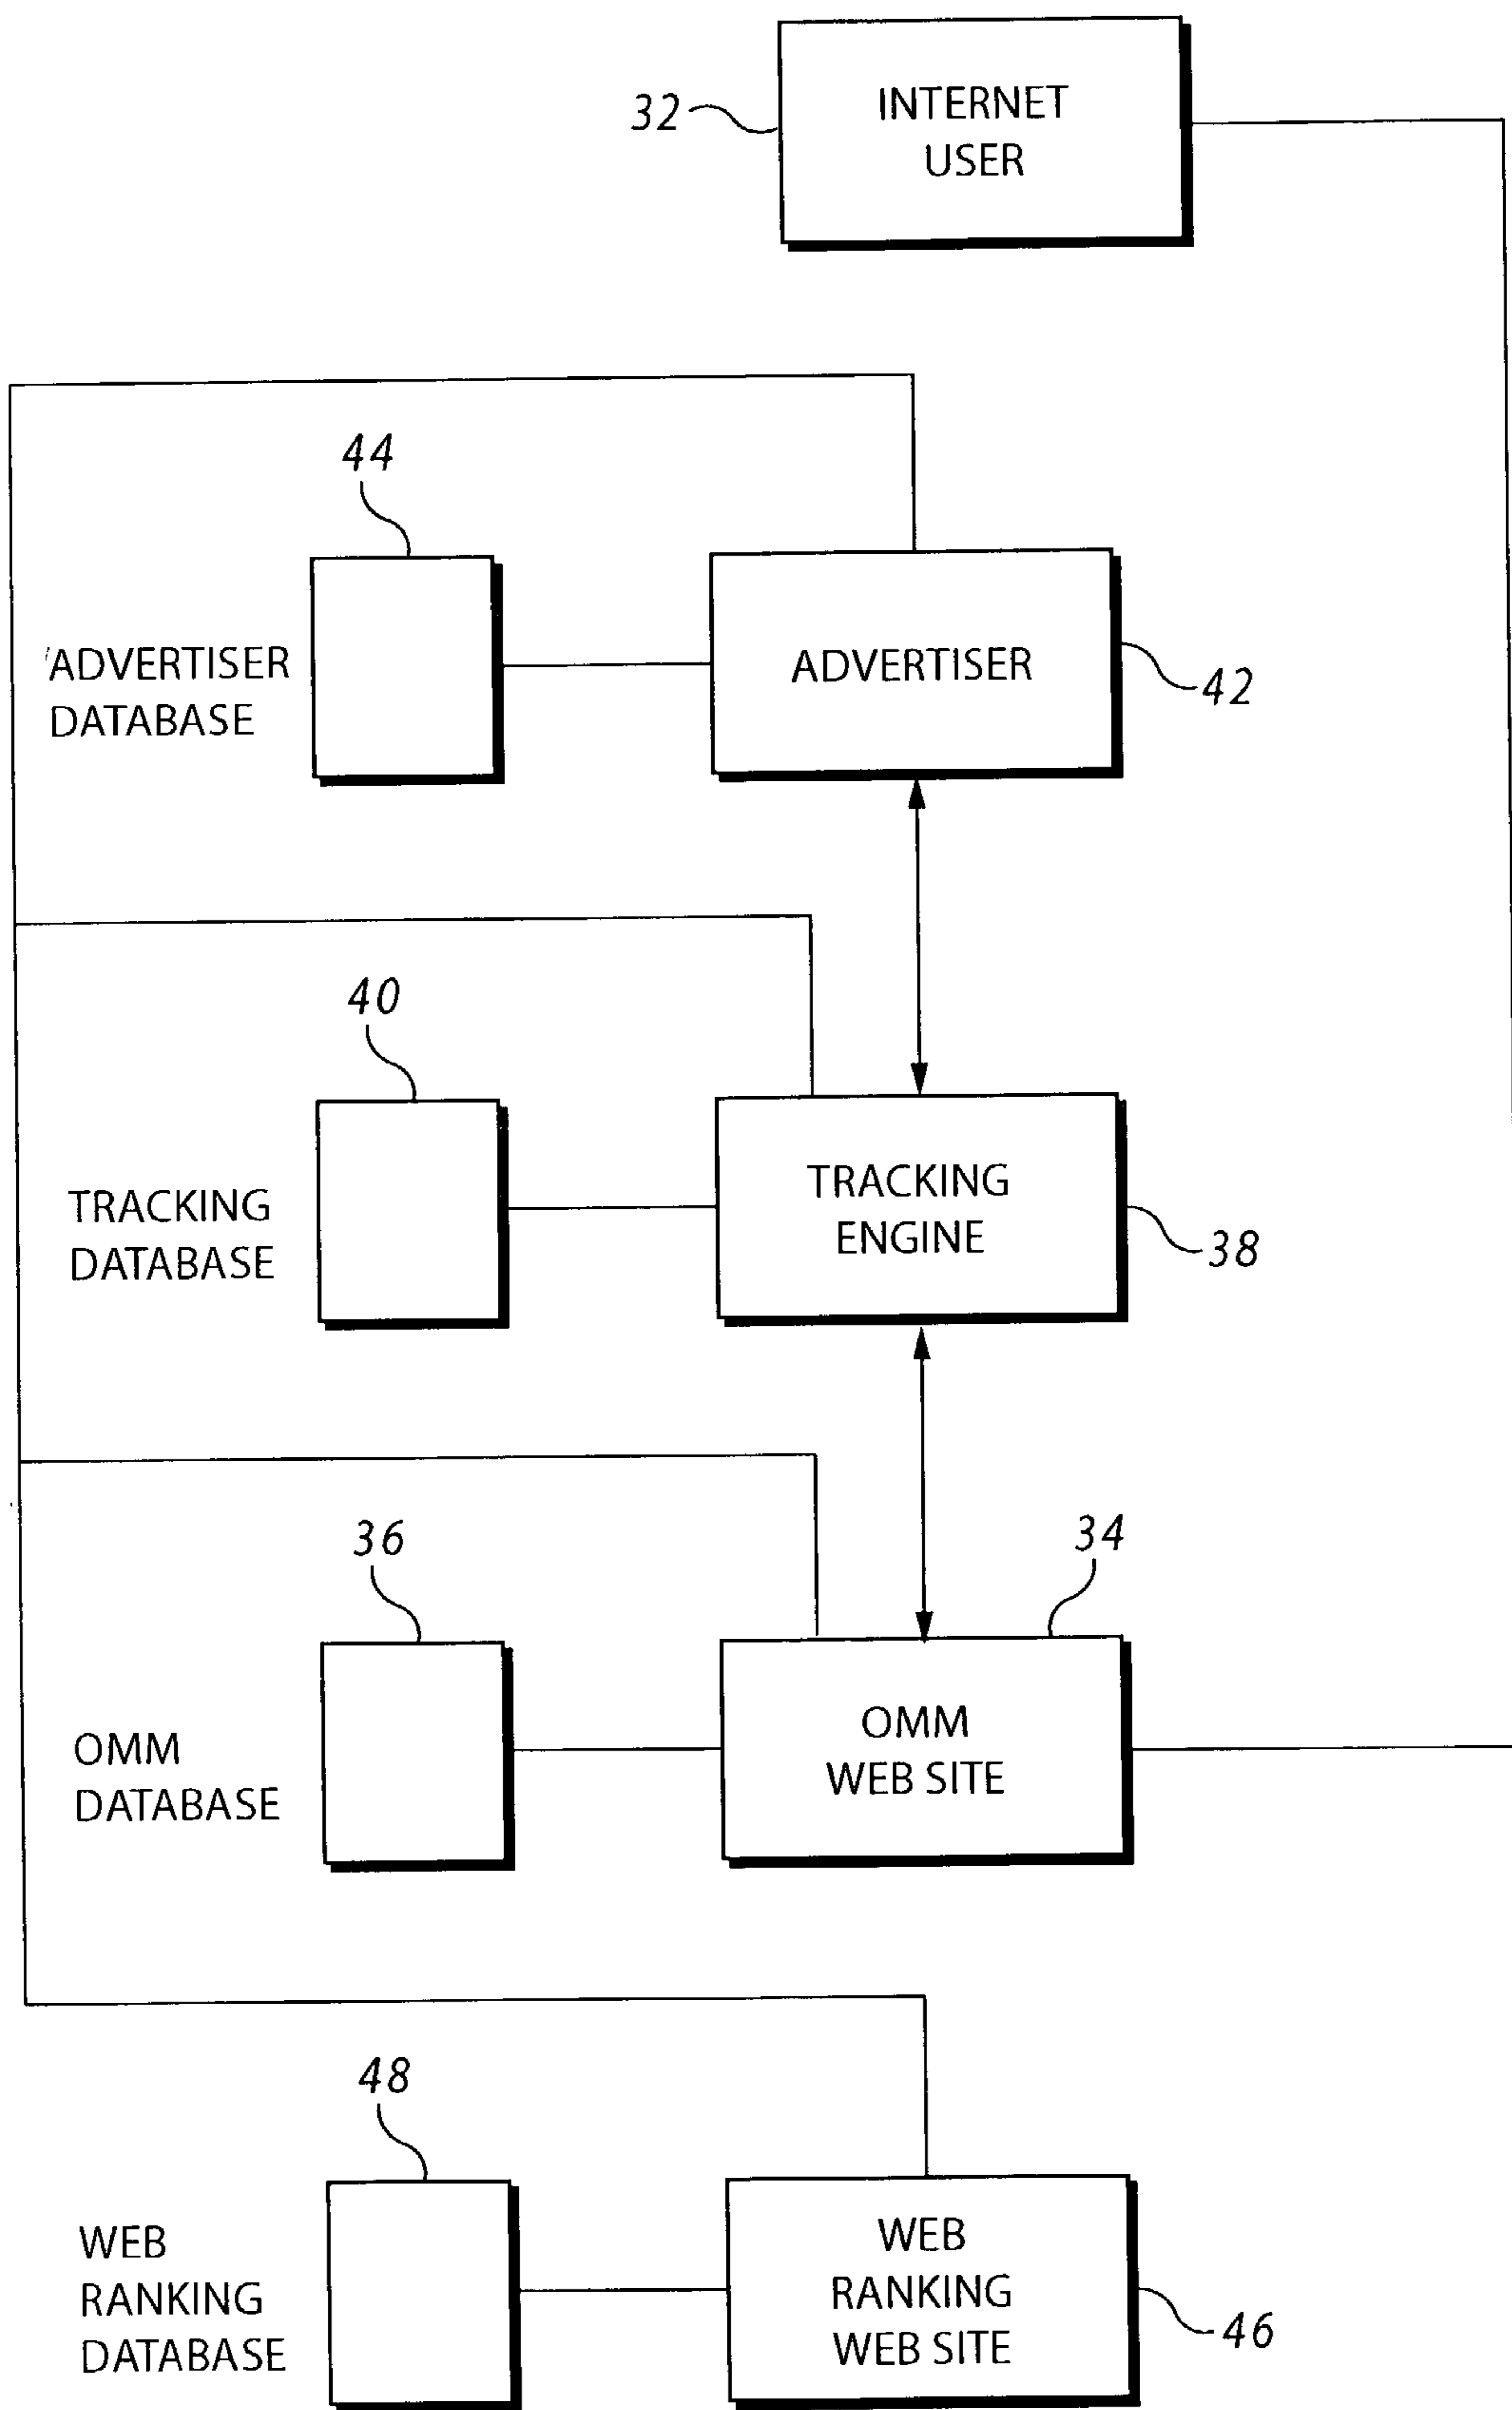 32
INTERNET
USER
44
ADVERTISER
DATABASE
ADVERTISER
42
40
TRACKING
DATABASE
TRACKING
ENGINE
38
36
34
OMM
DATABASE
OMM
WEB SITE
48
WEB
RANKING
DATABASE
WEB
RANKING
WEB SITE
46